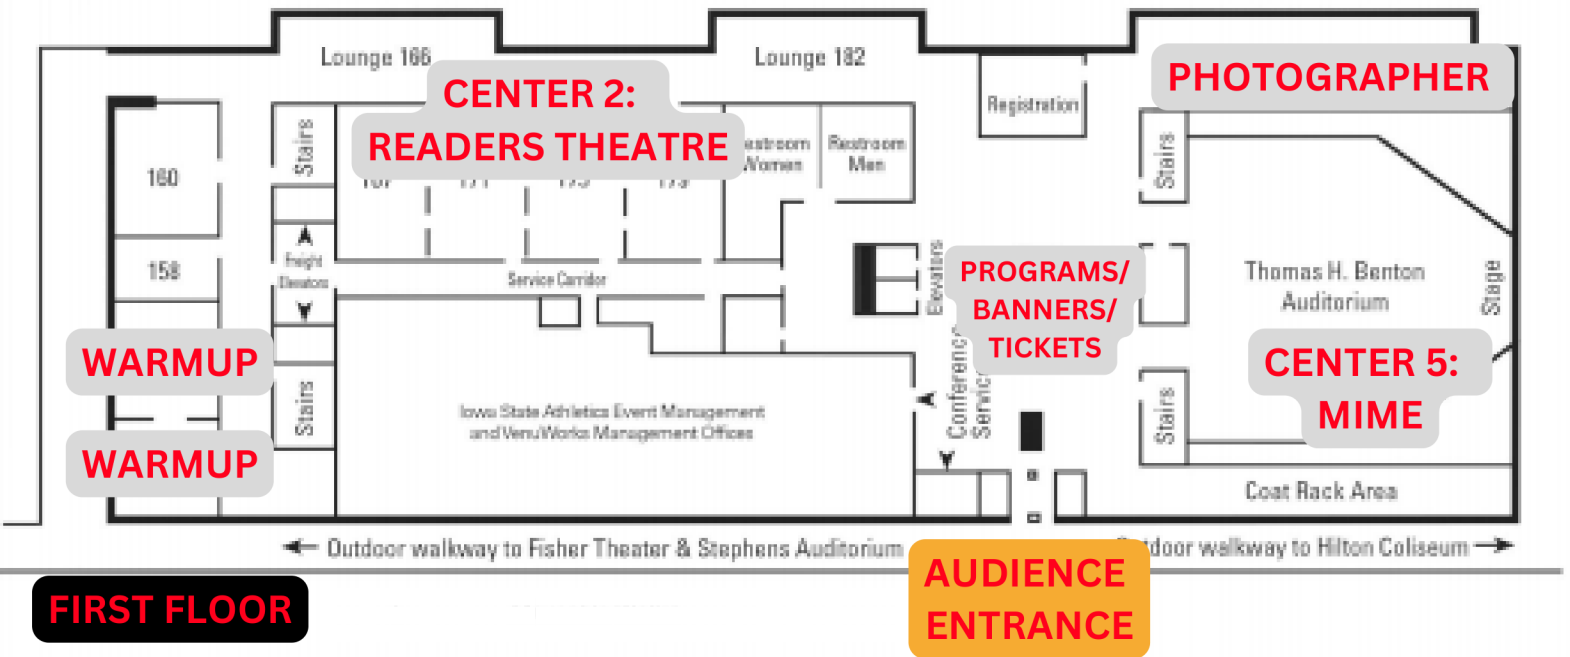 Lounge 166
Lounge 182
CENTER 2:
READERS THEATRE
PHOTOGRAPHER
Registration
Stairs
Restroom
Men
Women
Stairs
160
158
Freight
Elevators
Service Corridor
Elevators
PROGRAMS/
BANNERS/
TICKETS
Thomas H. Benton
Auditorium
Stage
WARMUP
CENTER 5:
MIME
Stairs
Iowa State Athletics Event Management
and VenuWorks Management Offices
Conference
Stairs
WARMUP
Coat Rack Area
Outdoor walkway to Fisher Theater & Stephens Auditorium
walkway to Hilton Coliseum
AUDIENCE
ENTRANCE
FIRST FLOOR